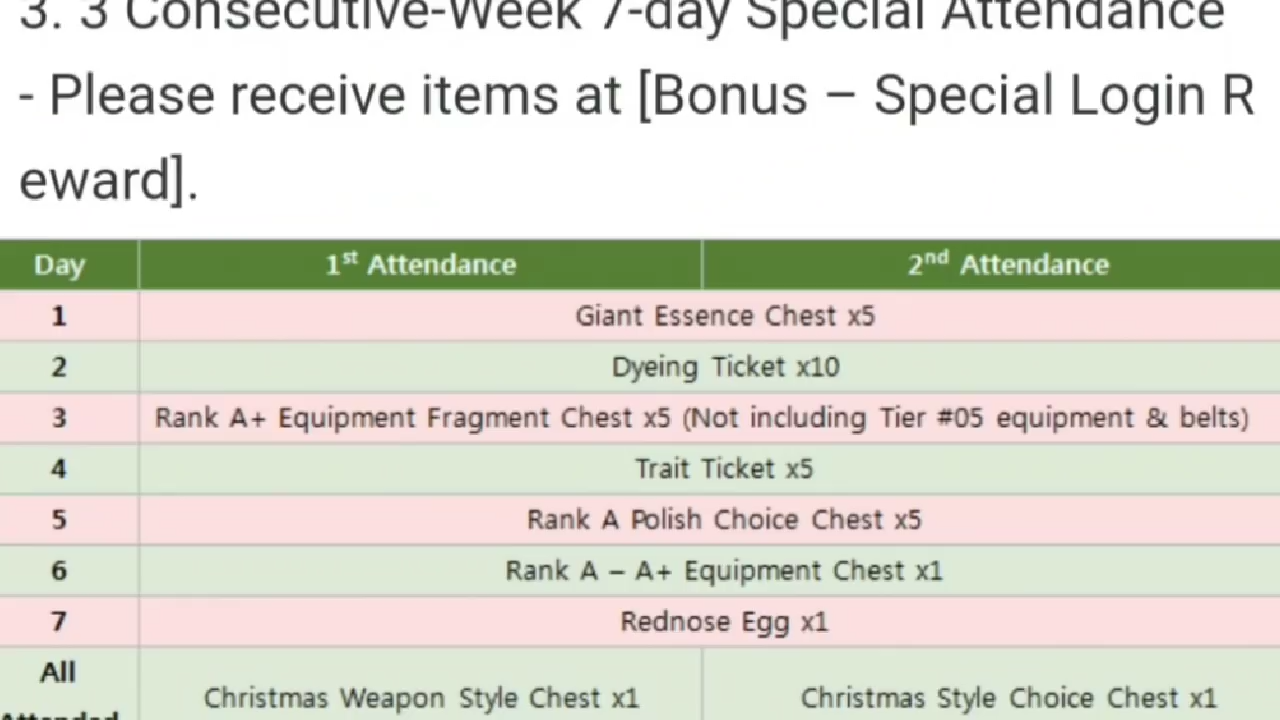 3. 3 Consecutive-Week 7-day Special Attendance
- Please receive items at [Bonus – Special Login R
eward].
Day 1st Attendance 2nd Attendance
1 Giant Essence Chest x5
2 Dyeing Ticket x10
3 Rank A+ Equipment Fragment Chest x5 (Not including Tier #05 equipment & belts)
4 Trait Ticket x5
5 Rank A Polish Choice Chest x5
6 Rank A – A+ Equipment Chest x1
7 Rednose Egg x1
All
Christmas Weapon Style Chest x1 Christmas Style Choice Chest x1
Attended